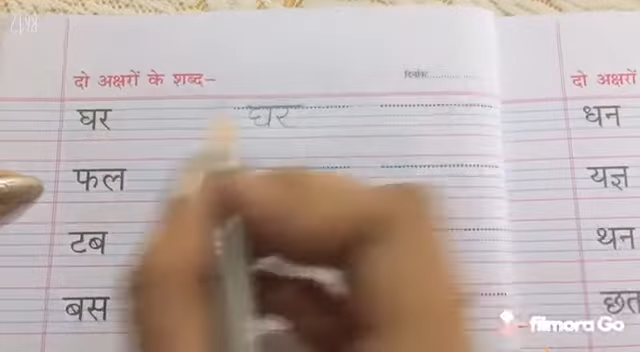 दो अक्षरों के शब्द– दिनांक
घर घर
फल
टब
बस
दो अक्षरों
धन
यज्ञ
थन
छत
filmora Go